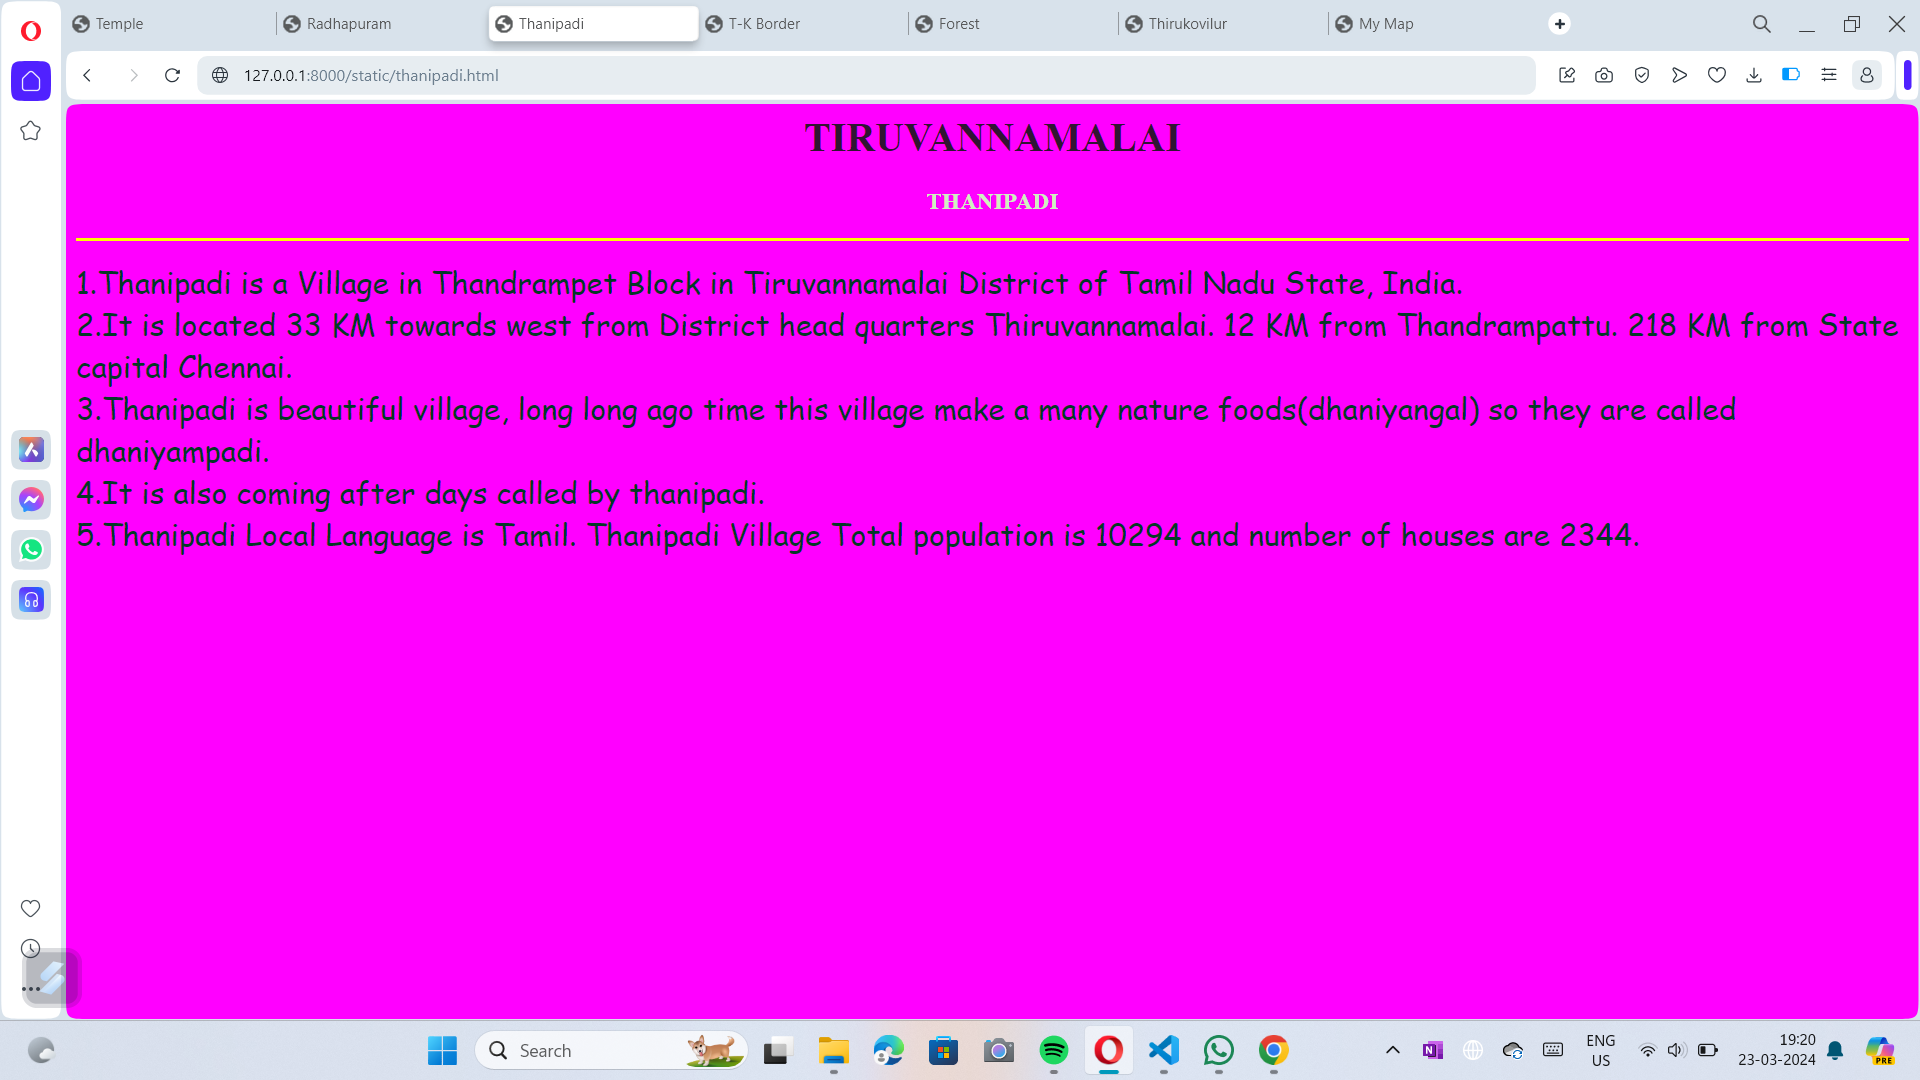 Temple
Radhapuram
Thanipadi
T-K Border
Forest
Thirukovilur
My Map
127.0.0.1:8000/static/thanipadi.html
TIRUVANNAMALAI
THANIPADI
1.Thanipadi is a Village in Thandrampet Block in Tiruvannamalai District of Tamil Nadu State, India.
2.It is located 33 KM towards west from District head quarters Thiruvannamalai. 12 KM from Thandrampattu. 218 KM from State
capital Chennai.
3.Thanipadi is beautiful village, long long ago time this village make a many nature foods(dhaniyangal) so they are called
dhaniyampadi.
4.It is also coming after days called by thanipadi.
5.Thanipadi Local Language is Tamil. Thanipadi Village Total population is 10294 and number of houses are 2344.
Search
ENG
US
19:20
23-03-2024
PRE